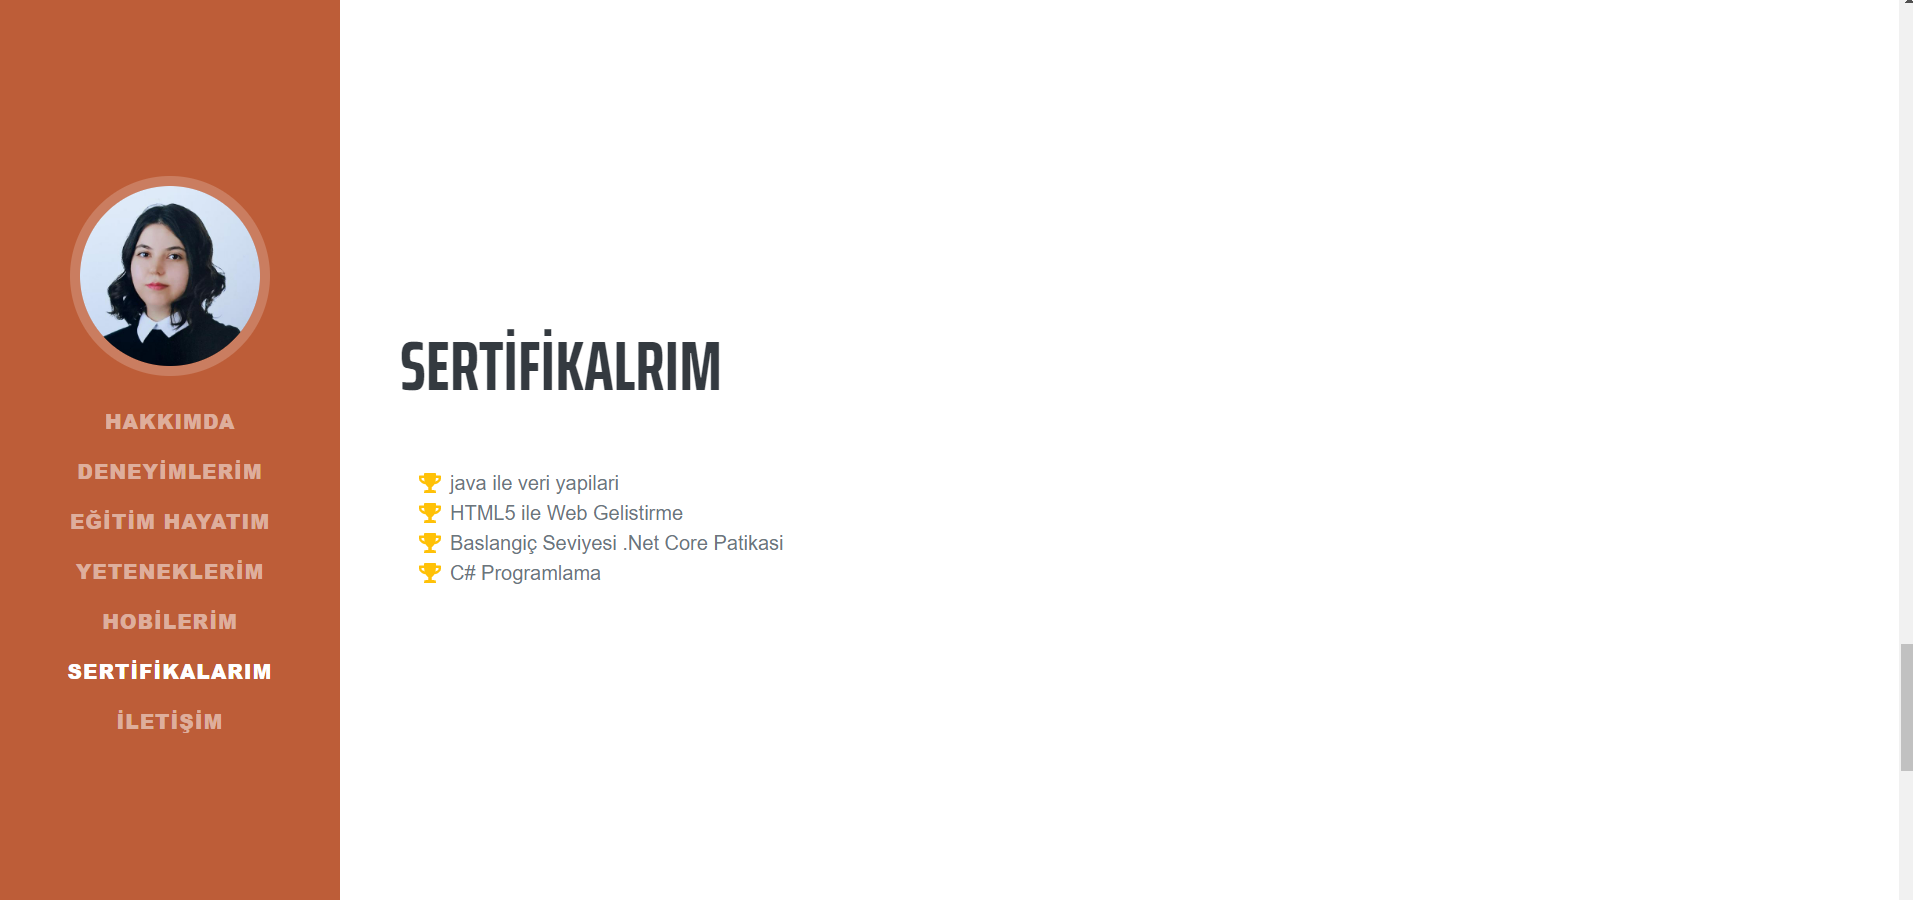 HAKKIMDA
DENEYİMLERİM
EĞİTİM HAYATIM
YETENEKLERİM
HOBİLERİM
SERTİFİKALARIM
İLETİŞİM
SERTİFİKALRIM
java ile veri yapilari
HTML5 ile Web Gelistirme
Baslangiç Seviyesi .Net Core Patikasi
C# Programlama